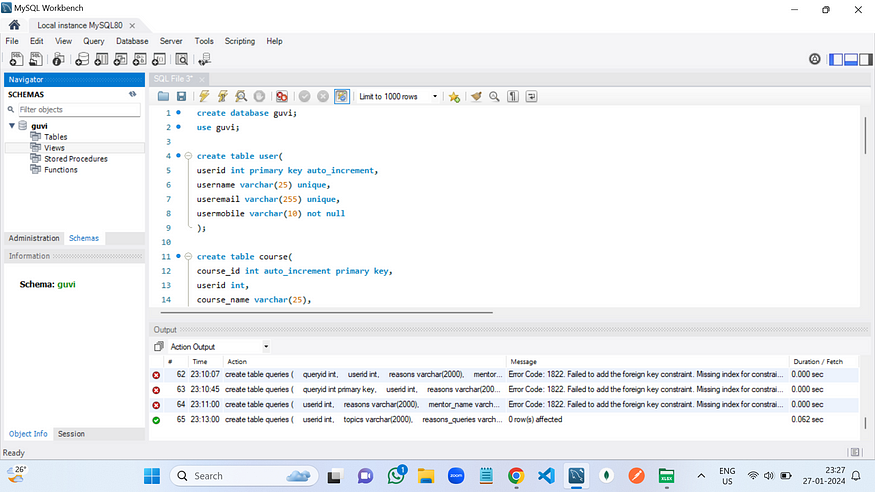 MySQL Workbench
Local instance MySQL80 ×
File Edit View Query Database Server Tools Scripting Help
Navigator
SCHEMAS
Filter objects
guvi
Tables
Views
Stored Procedures
Functions
Administration Schemas
Information
Schema: guvi
Object Info Session
SQL File 3* ×
Limit to 1000 rows
1 create database guvi;
2 use guvi;
3
4 create table user(
5 userid int primary key auto_increment,
6 username varchar(25) unique,
7 useremail varchar(255) unique,
8 usermobile varchar(10) not null
9 );
10
11 create table course(
12 course_id int auto_increment primary key,
13 userid int,
14 course_name varchar(25),
Output
Action Output
# Time Action Message Duration / Fetch
62 23:10:07 create table queries ( queryid int, userid int, reasons varchar(2000), mentor... Error Code: 1822. Failed to add the foreign key constraint. Missing index for constrai... 0.000 sec
63 23:10:45 create table queries ( queryid int primary key, userid int, reasons varchar(200... Error Code: 1822. Failed to add the foreign key constraint. Missing index for constrai... 0.000 sec
64 23:11:00 create table queries ( userid int, reasons varchar(2000), mentor_name varch... Error Code: 1822. Failed to add the foreign key constraint. Missing index for constrai... 0.000 sec
65 23:13:00 create table queries ( userid int, topics varchar(2000), reasons_queries varch... 0 row(s) affected 0.062 sec
Ready
26°
Search
1
zoom
XLSX
ENG
US
23:27
27-01-2024